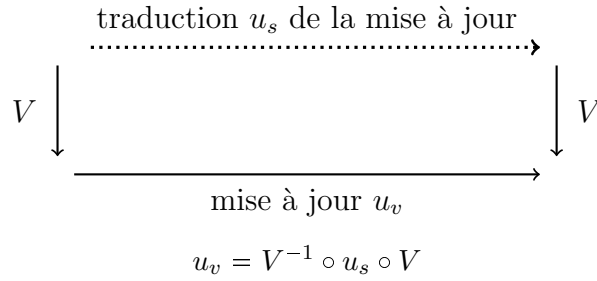 traduction u_s de la mise à jour
V V
mise à jour u_v
u_v = V^{-1} ∘ u_s ∘ V